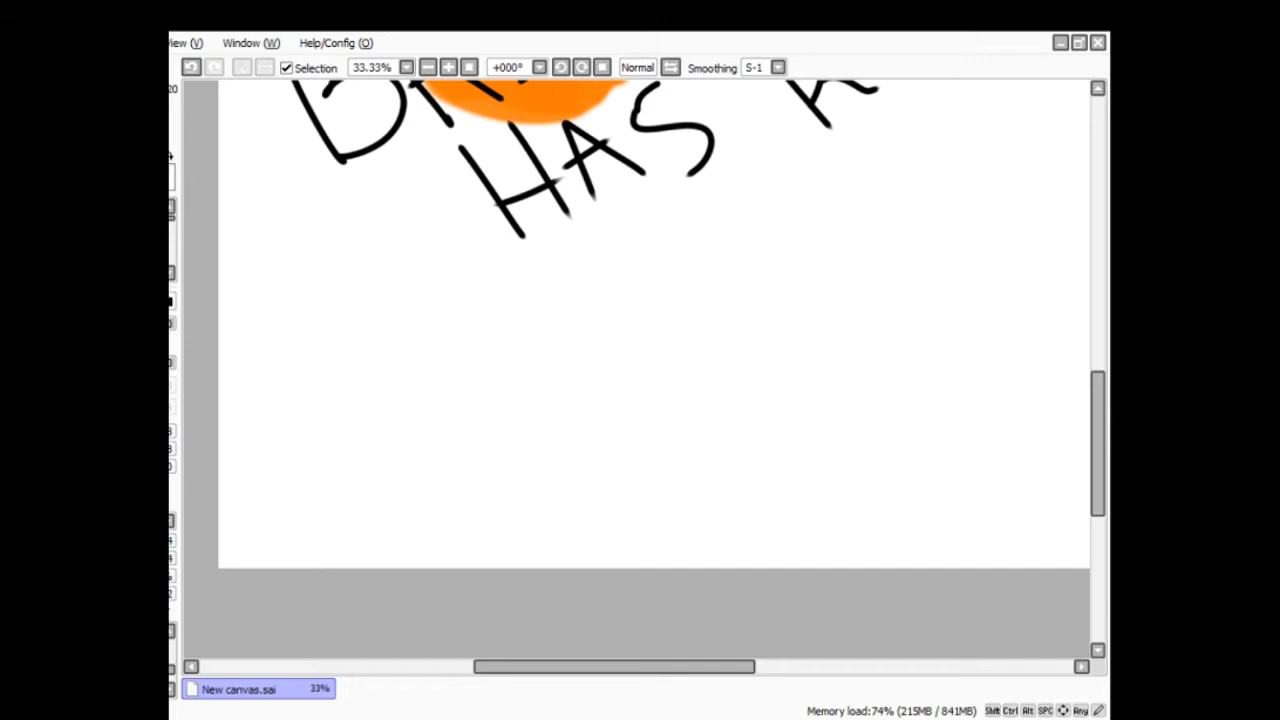 View (V) Window (W) Help/Config (O)
Selection 33.33% +000° Normal Smoothing S-1
20
HAS
New canvas.sai 33%
Memory load:74% (215MB / 841MB) Shift Ctrl Alt SPC Any